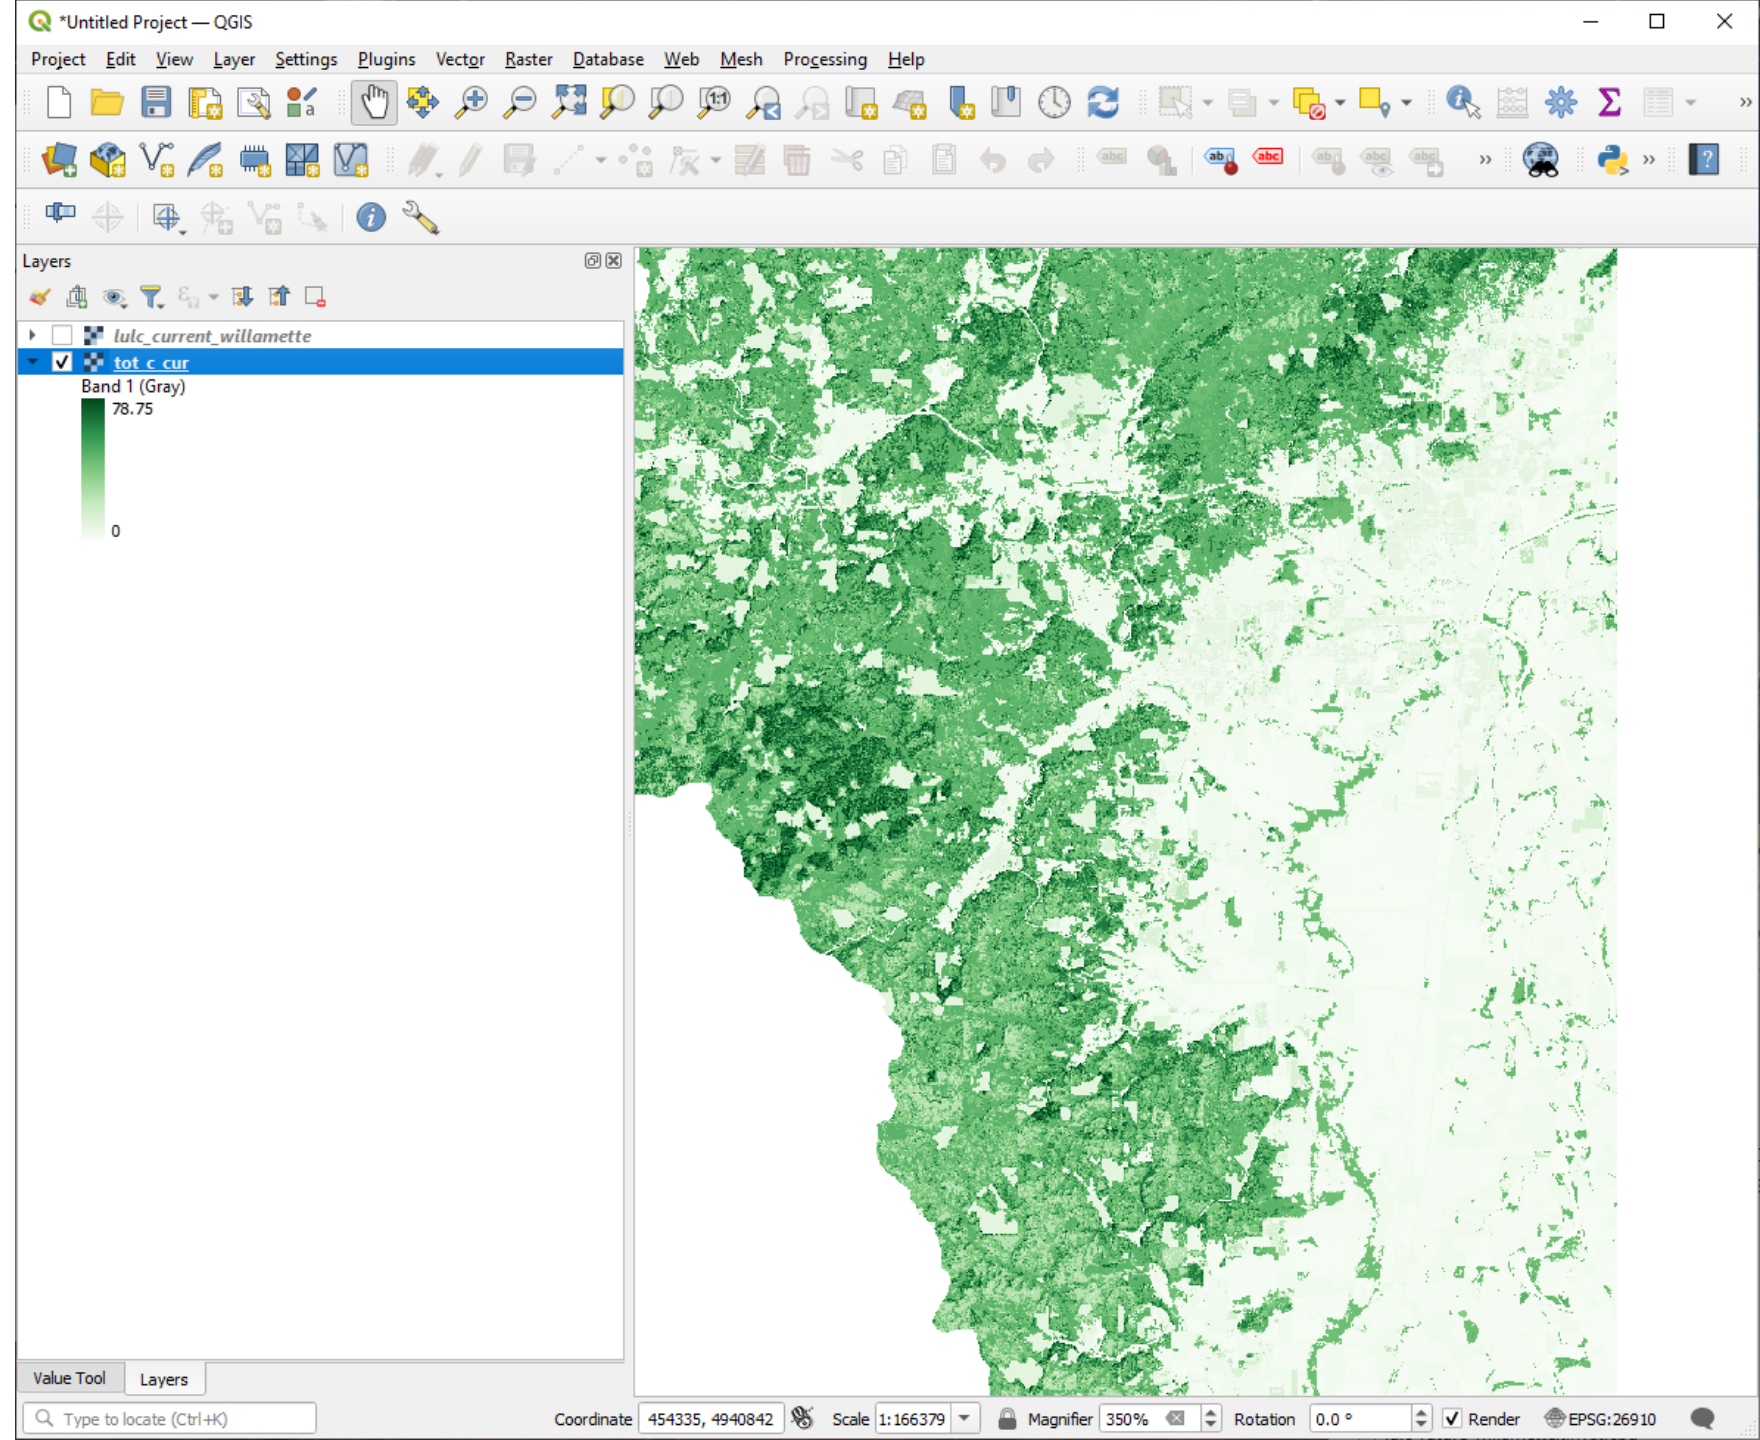 *Untitled Project — QGIS
Project Edit View Layer Settings Plugins Vector Raster Database Web Mesh Processing Help
Layers
lulc_current_willamette
tot_c_cur
Band 1 (Gray)
78.75
0
Value Tool Layers
Type to locate (Ctrl+K) Coordinate 454335, 4940842 Scale 1:166379 Magnifier 350% Rotation 0.0 ° Render EPSG:26910